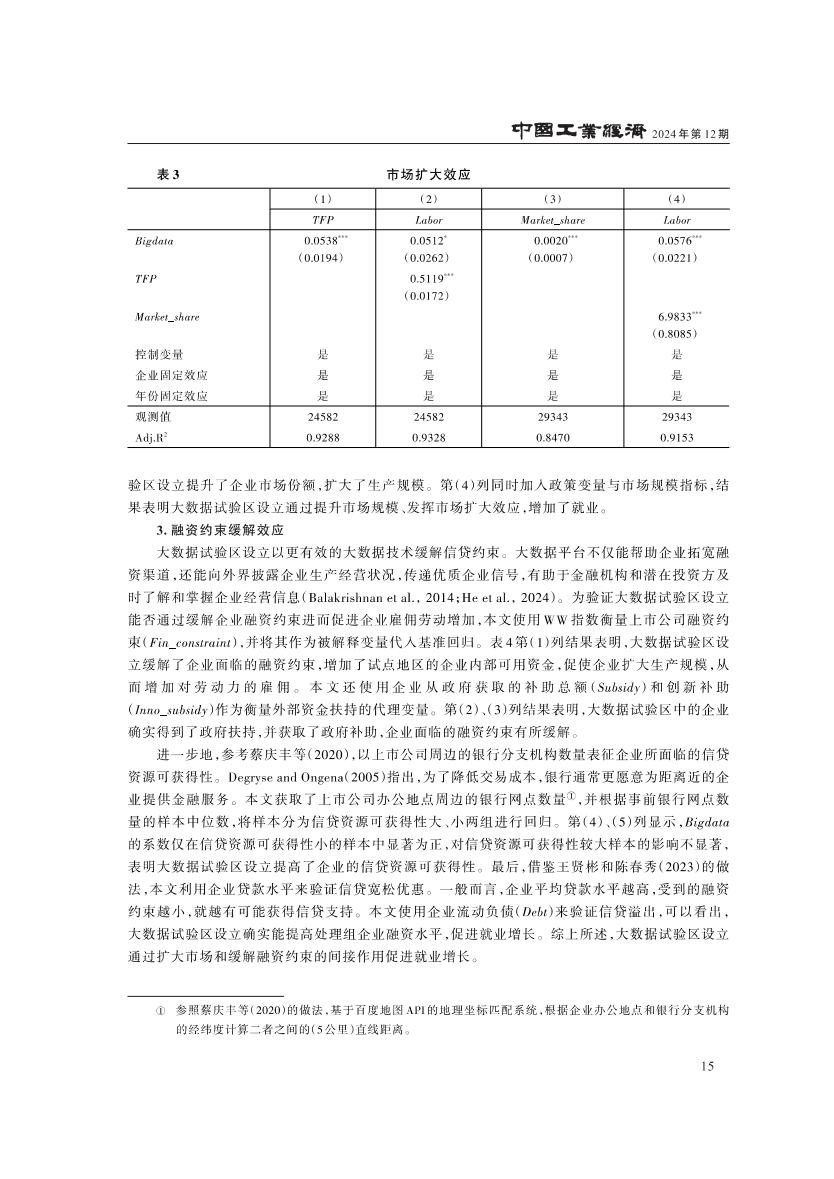 中國工業經濟 2024年第12期
表3 市场扩大效应
(1) (2) (3) (4)
TFP Labor Market_share Labor
Bigdata 0.0538*** 0.0512* 0.0020*** 0.0576***
(0.0194) (0.0262) (0.0007) (0.0221)
TFP 0.5119***
(0.0172)
Market_share 6.9833***
(0.8085)
控制变量 是 是 是 是
企业固定效应 是 是 是 是
年份固定效应 是 是 是 是
观测值 24582 24582 29343 29343
Adj.R² 0.9288 0.9328 0.8470 0.9153
验区设立提升了企业市场份额,扩大了生产规模。第(4)列同时加入政策变量与市场规模指标,结
果表明大数据试验区设立通过提升市场规模、发挥市场扩大效应,增加了就业。
3. 融资约束缓解效应
大数据试验区设立以更有效的大数据技术缓解信贷约束。大数据平台不仅能帮助企业拓宽融
资渠道,还能向外界披露企业生产经营状况,传递优质企业信号,有助于金融机构和潜在投资方及
时了解和掌握企业经营信息(Balakrishnan et al., 2014;He et al., 2024)。为验证大数据试验区设立
能否通过缓解企业融资约束进而促进企业雇佣劳动增加,本文使用WW指数衡量上市公司融资约
束(Fin_constraint),并将其作为被解释变量代入基准回归。表4第(1)列结果表明,大数据试验区设
立缓解了企业面临的融资约束,增加了试点地区的企业内部可用资金,促使企业扩大生产规模,从
而增加对劳动力的雇佣。本文还使用企业从政府获取的补助总额(Subsidy)和创新补助
(Inno_subsidy)作为衡量外部资金扶持的代理变量。第(2)、(3)列结果表明,大数据试验区中的企业
确实得到了政府扶持,并获取了政府补助,企业面临的融资约束有所缓解。
进一步地,参考蔡庆丰等(2020),以上市公司周边的银行分支机构数量表征企业所面临的信贷
资源可获得性。Degryse and Ongena(2005)指出,为了降低交易成本,银行通常更愿意为距离近的企
业提供金融服务。本文获取了上市公司办公地点周边的银行网点数量①,并根据事前银行网点数
量的样本中位数,将样本分为信贷资源可获得性大、小两组进行回归。第(4)、(5)列显示,Bigdata
的系数仅在信贷资源可获得性小的样本中显著为正,对信贷资源可获得性较大样本的影响不显著,
表明大数据试验区设立提高了企业的信贷资源可获得性。最后,借鉴王贤彬和陈春秀(2023)的做
法,本文利用企业贷款水平来验证信贷宽松优惠。一般而言,企业平均贷款水平越高,受到的融资
约束越小,就越有可能获得信贷支持。本文使用企业流动负债(Debt)来验证信贷溢出,可以看出,
大数据试验区设立确实能提高处理组企业融资水平,促进就业增长。综上所述,大数据试验区设立
通过扩大市场和缓解融资约束的间接作用促进就业增长。
① 参照蔡庆丰等(2020)的做法,基于百度地图API的地理坐标匹配系统,根据企业办公地点和银行分支机构
的经纬度计算二者之间的(5公里)直线距离。
15